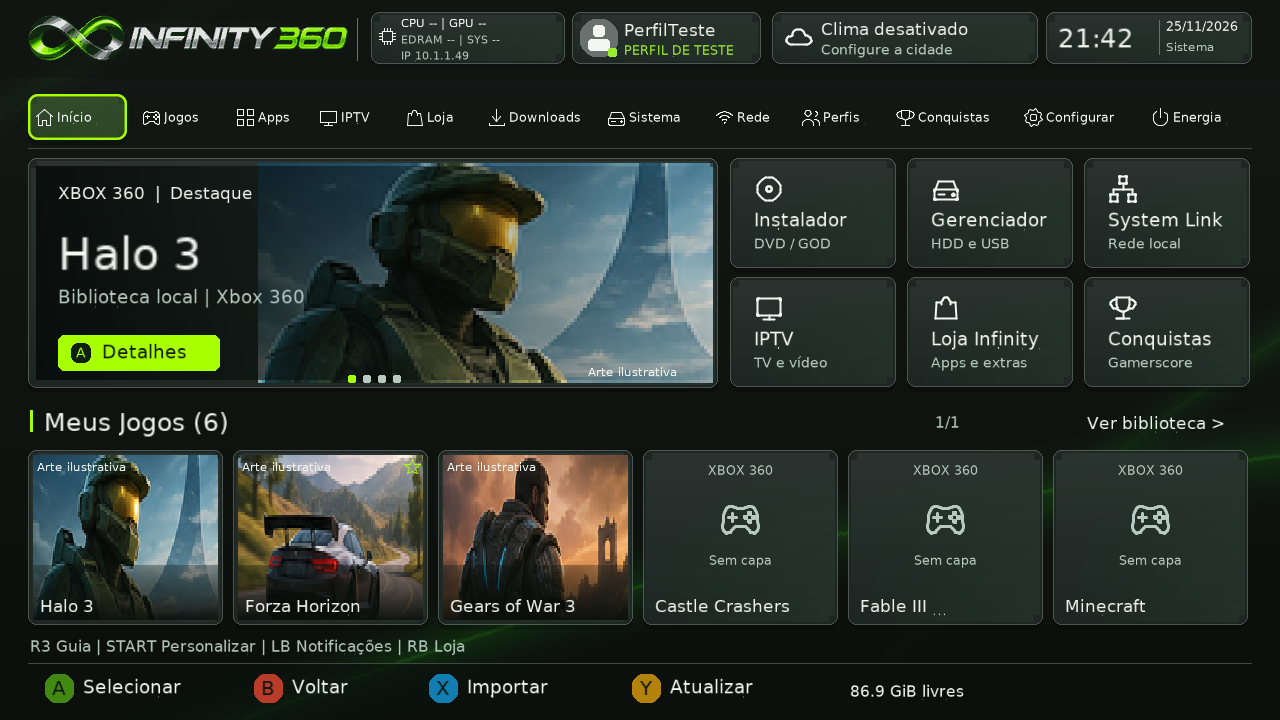 INFINITY 360
CPU -- | GPU --
EDRAM -- | SYS --
IP 10.1.1.49
PerfilTeste
PERFIL DE TESTE
Clima desativado
Configure a cidade
21:42
25/11/2026
Sistema
Início
Jogos
Apps
IPTV
Loja
Downloads
Sistema
Rede
Perfis
Conquistas
Configurar
Energia
XBOX 360 | Destaque
Halo 3
Biblioteca local | Xbox 360
A Detalhes
Arte ilustrativa
Instalador
DVD / GOD
Gerenciador
HDD e USB
System Link
Rede local
IPTV
TV e vídeo
Loja Infinity
Apps e extras
Conquistas
Gamerscore
Meus Jogos (6)
1/1
Ver biblioteca >
Arte ilustrativa
Halo 3
Arte ilustrativa
Forza Horizon
Arte ilustrativa
Gears of War 3
XBOX 360
Sem capa
Castle Crashers
XBOX 360
Sem capa
Fable III ...
XBOX 360
Sem capa
Minecraft
R3 Guia | START Personalizar | LB Notificações | RB Loja
A Selecionar
B Voltar
X Importar
Y Atualizar
86.9 GiB livres